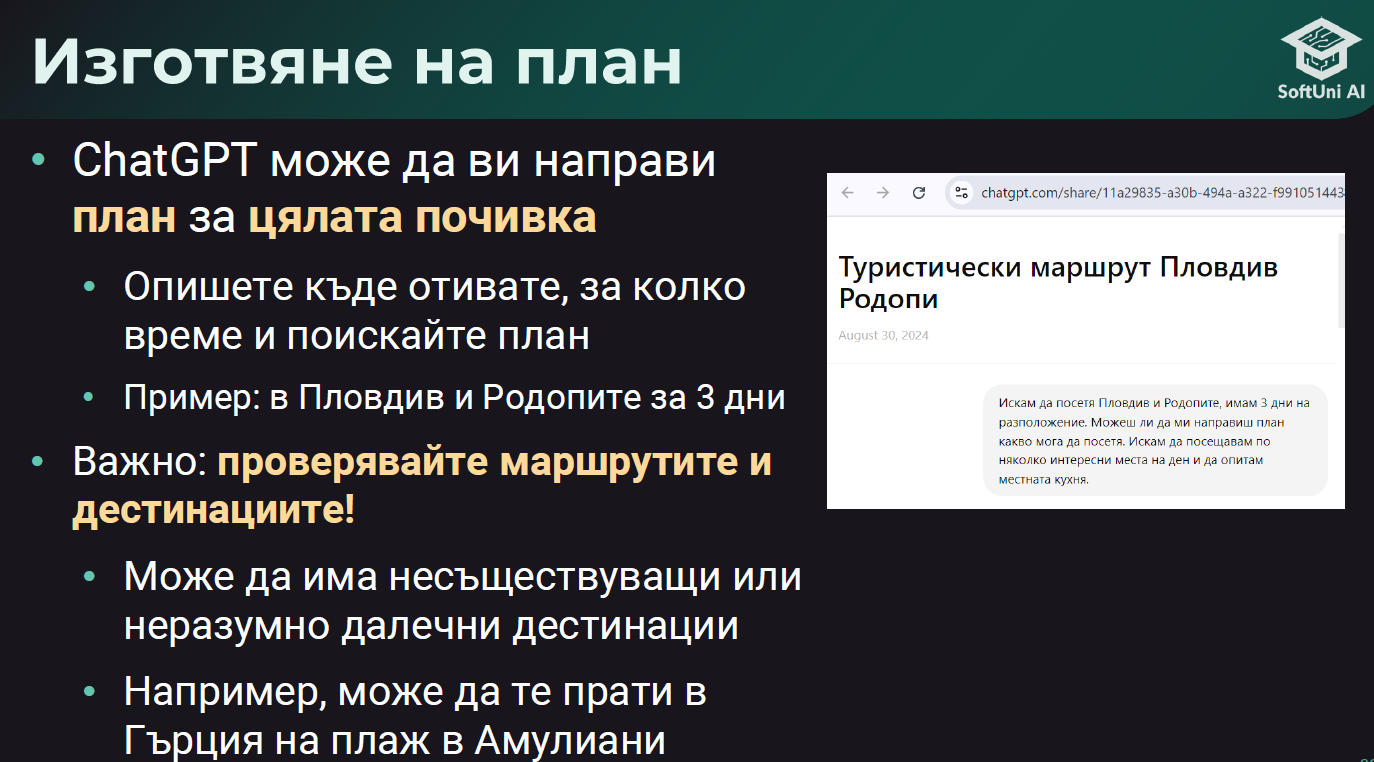 Изготвяне на план
SoftUni AI
• ChatGPT може да ви направи
план за цялата почивка
• Опишете къде отивате, за колко
време и поискайте план
• Пример: в Пловдив и Родопите за 3 дни
• Важно: проверявайте маршрутите и
дестинациите!
• Може да има несъществуващи или
неразумно далечни дестинации
• Например, може да те прати в
Гърция на плаж в Амулиани
chatgpt.com/share/11a29835-a30b-494a-a322-f991051443
Туристически маршрут Пловдив
Родопи
August 30, 2024
Искам да посетя Пловдив и Родопите, имам 3 дни на
разположение. Можеш ли да ми направиш план
какво мога да посетя. Искам да посещавам по
няколко интересни места на ден и да опитам
местната кухня.